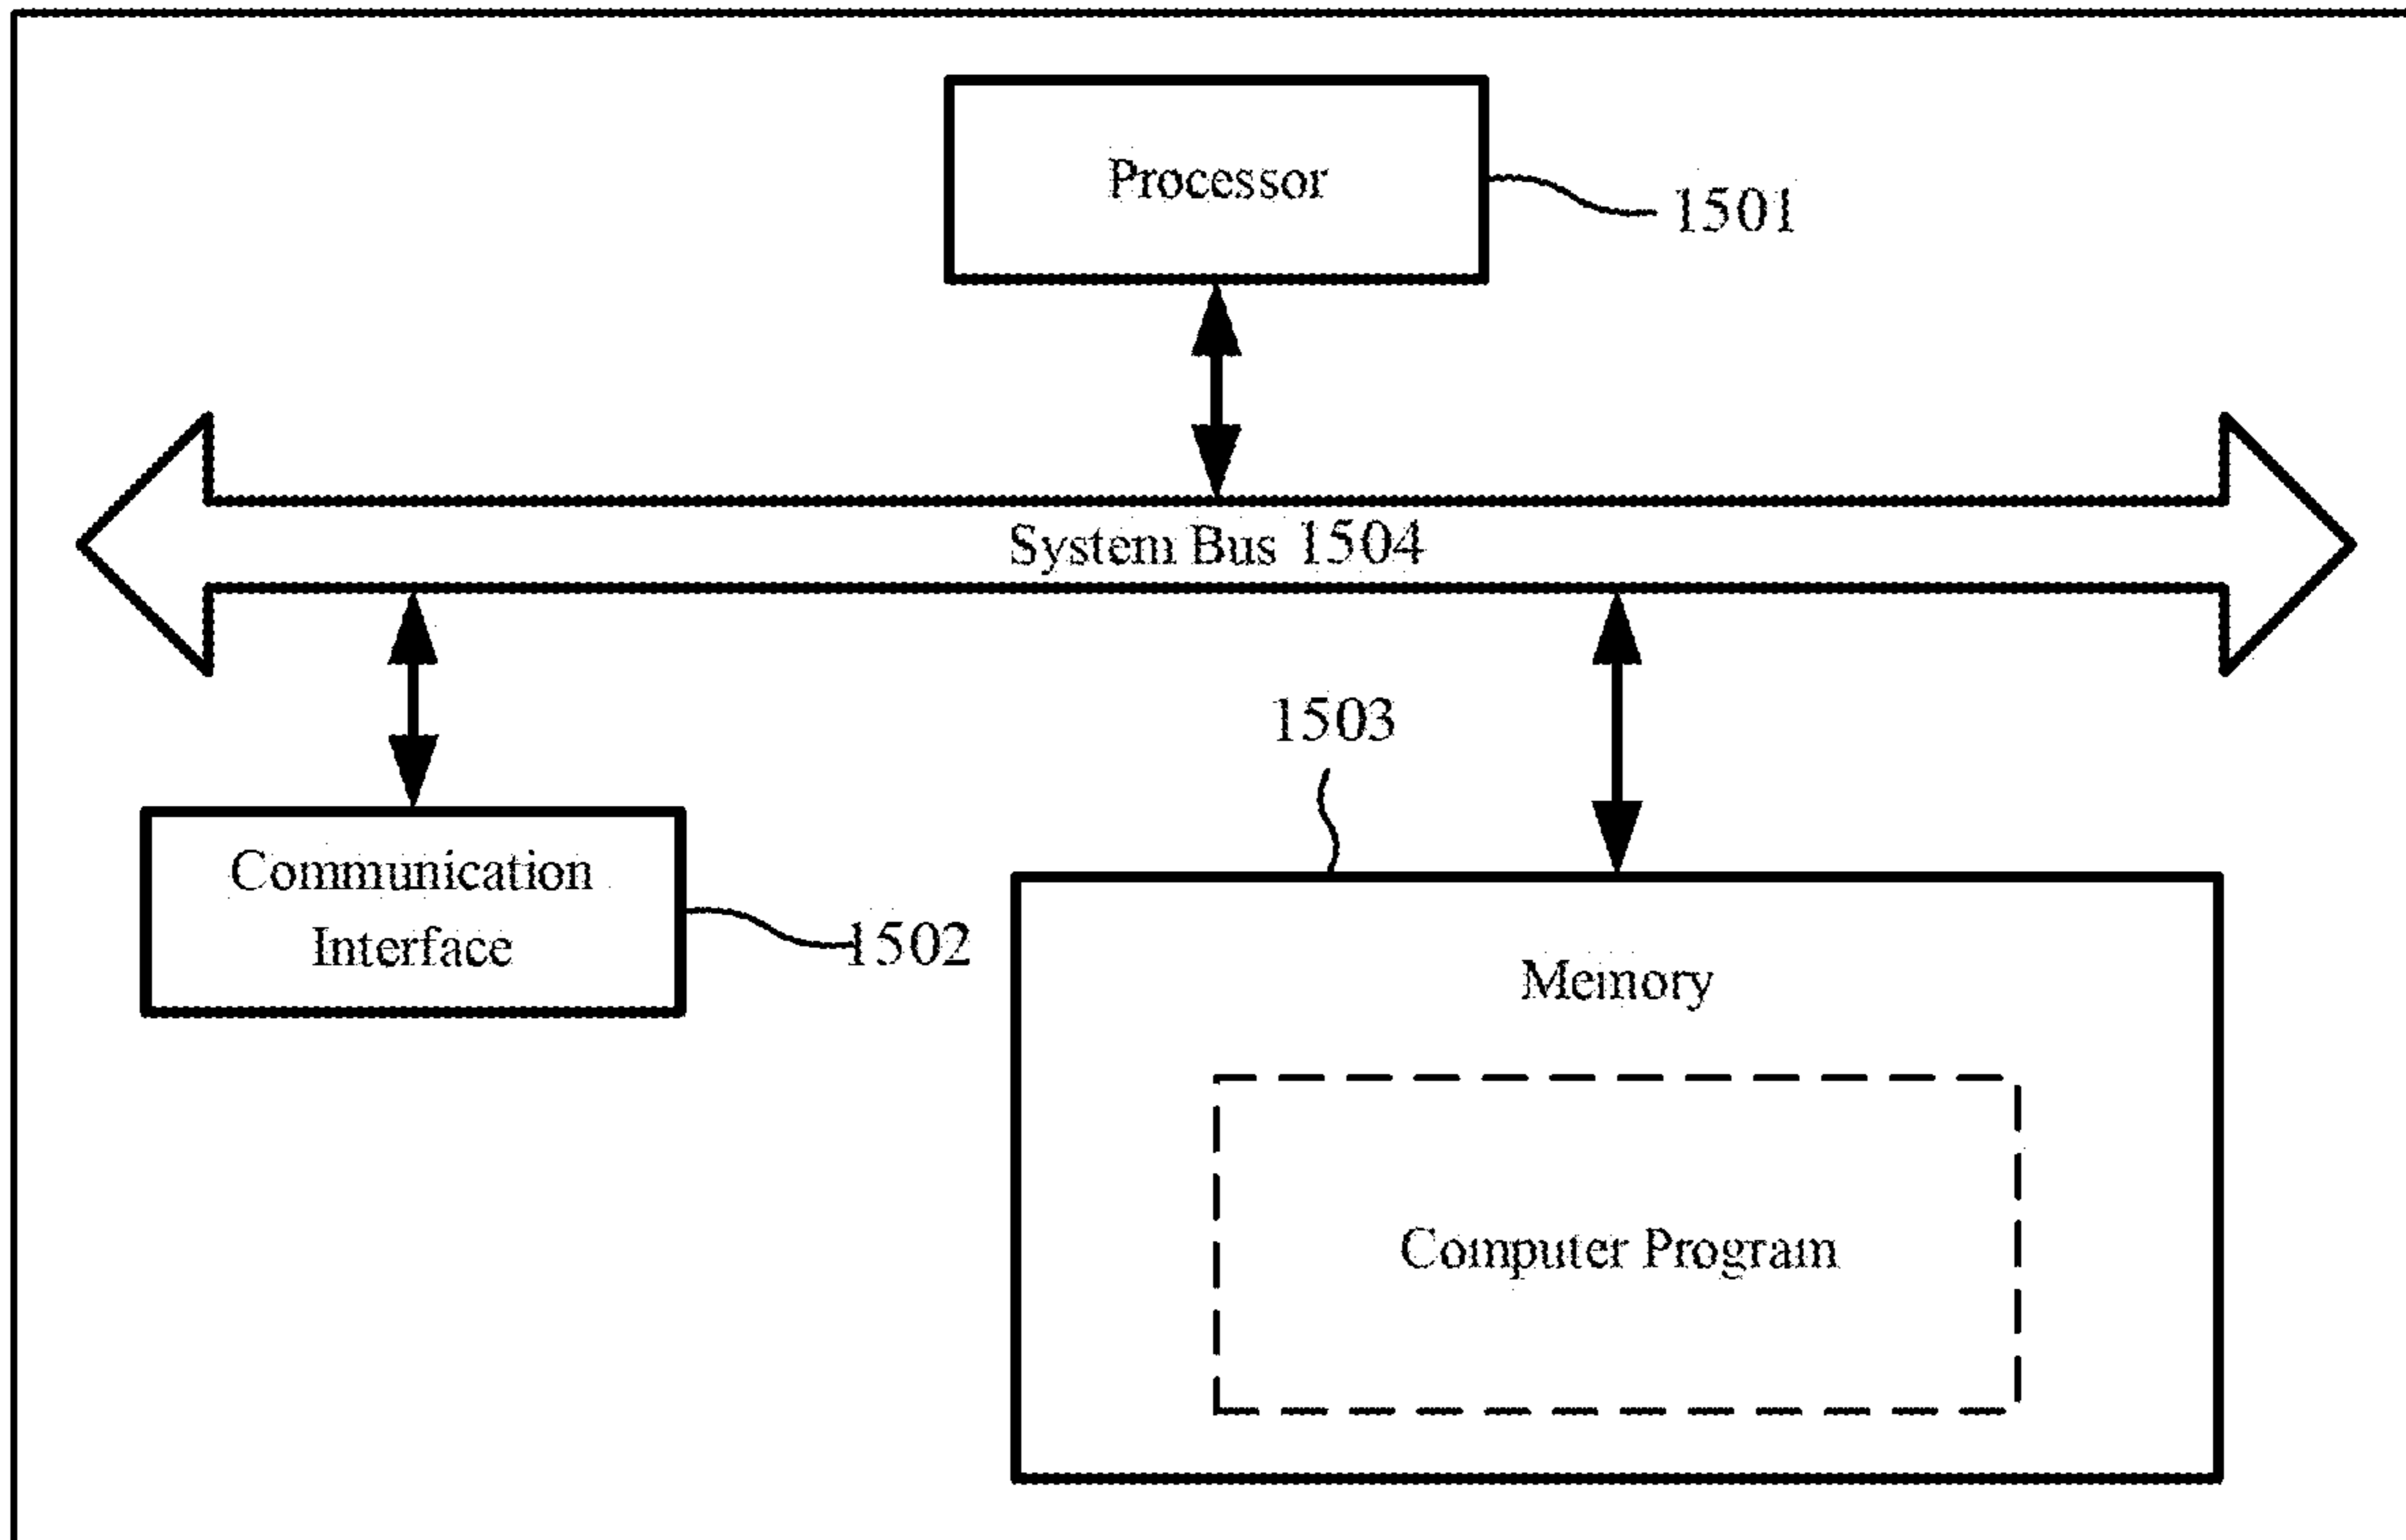 Processor
1501
System Bus 1504
1503
Communication
Interface
1502
Memory
Computer Program